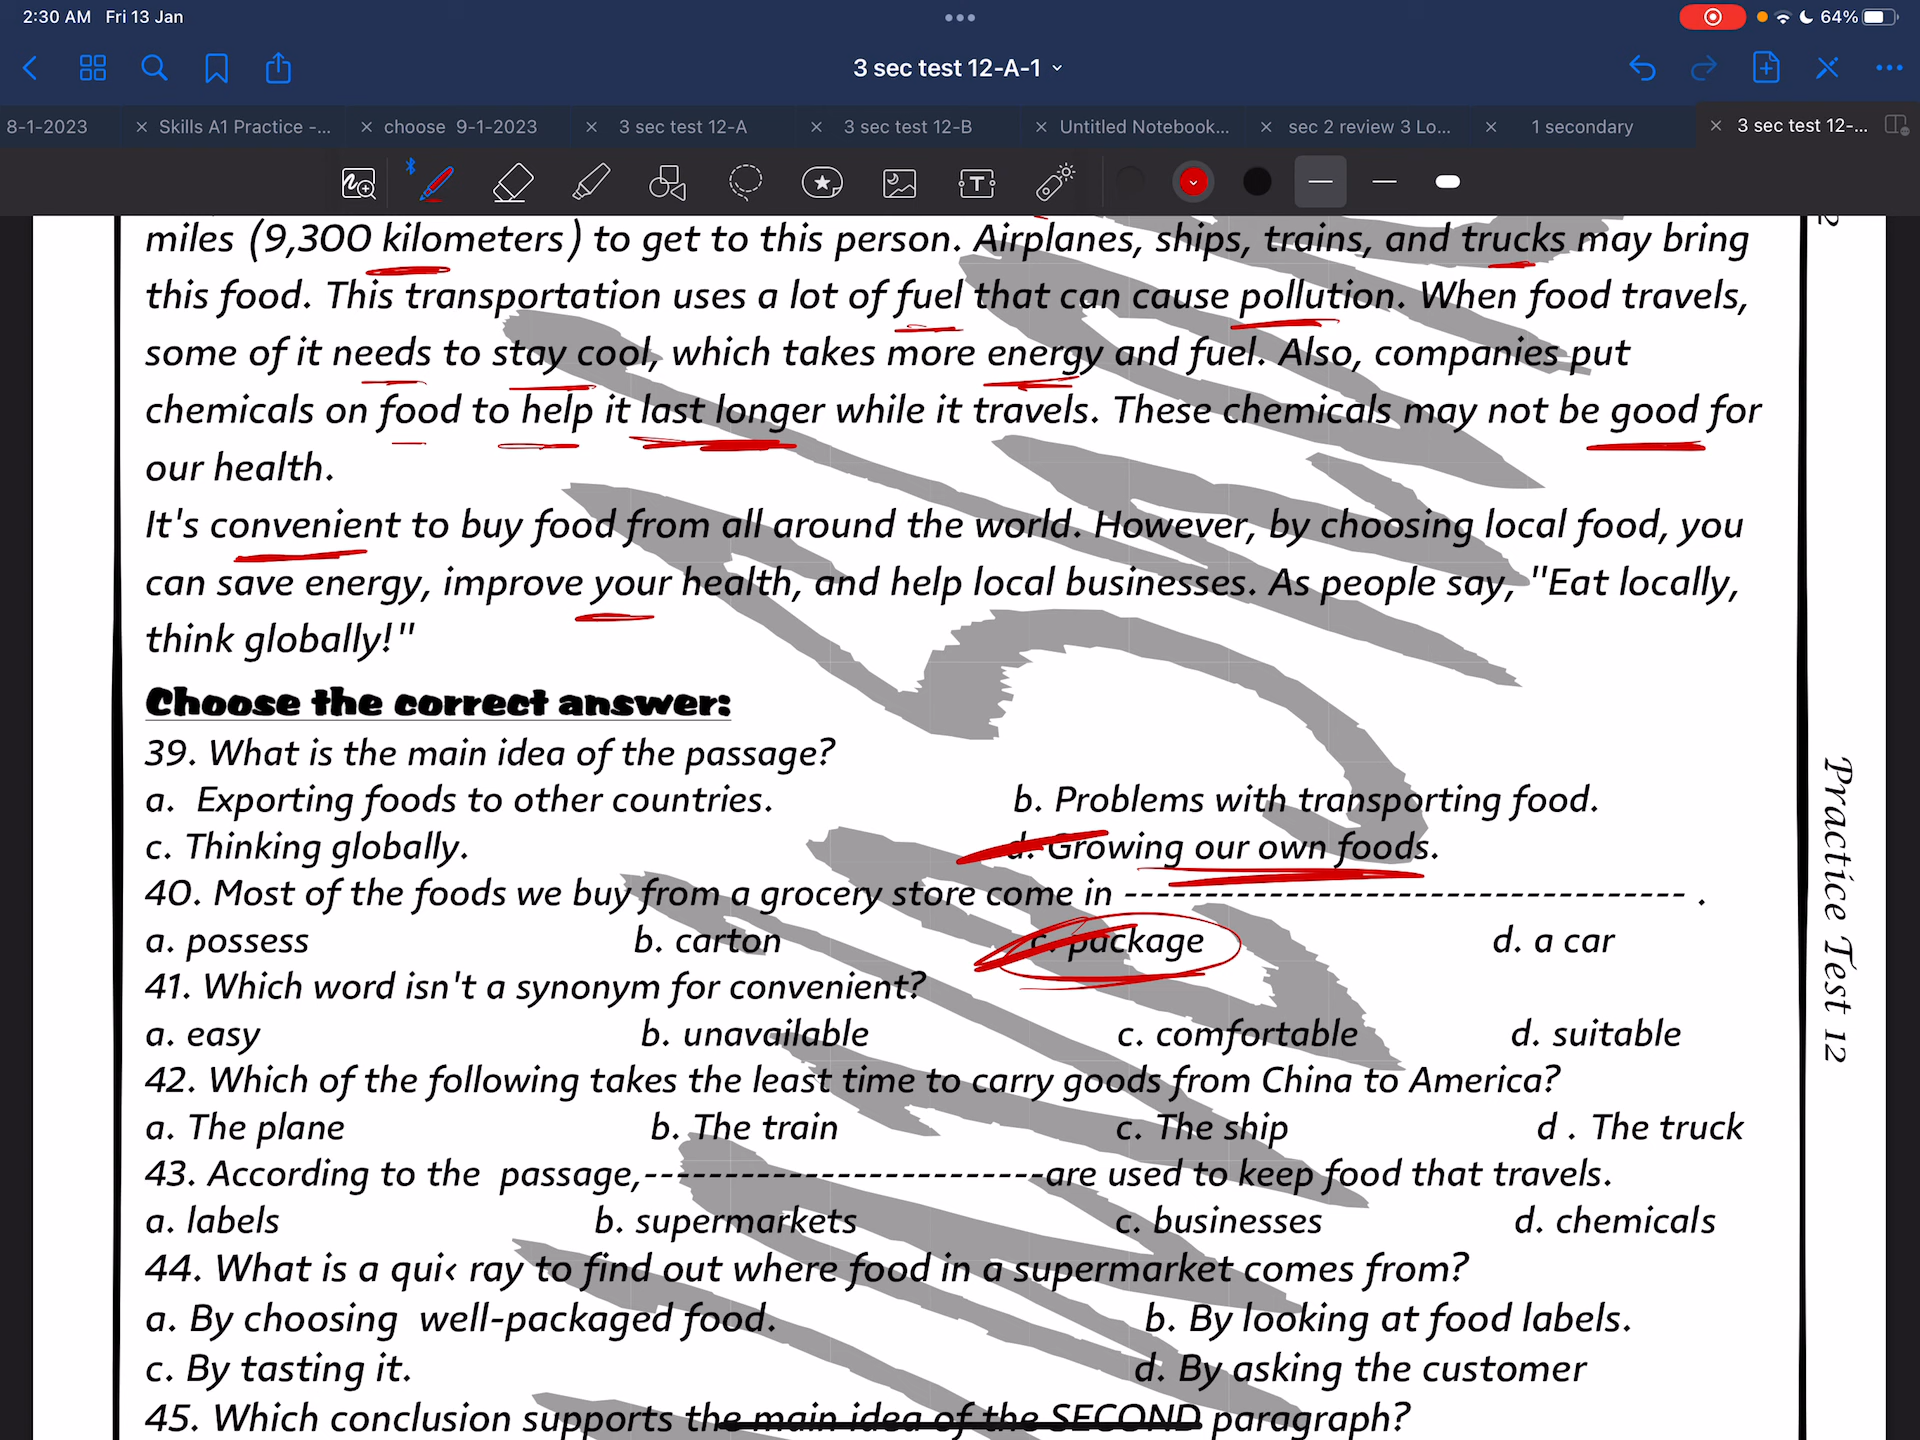 2:30 AM Fri 13 Jan
64%
3 sec test 12-A-1
8-1-2023
Skills A1 Practice -...
choose 9-1-2023
3 sec test 12-A
3 sec test 12-B
Untitled Notebook...
sec 2 review 3 Lo...
1 secondary
3 sec test 12-...
miles (9,300 kilometers) to get to this person. Airplanes, ships, trains, and trucks may bring
this food. This transportation uses a lot of fuel that can cause pollution. When food travels,
some of it needs to stay cool, which takes more energy and fuel. Also, companies put
chemicals on food to help it last longer while it travels. These chemicals may not be good for
our health.
It's convenient to buy food from all around the world. However, by choosing local food, you
can save energy, improve your health, and help local businesses. As people say, "Eat locally,
think globally!"
Choose the correct answer:
39. What is the main idea of the passage?
a. Exporting foods to other countries. b. Problems with transporting food.
c. Thinking globally. d. Growing our own foods.
40. Most of the foods we buy from a grocery store come in ------------------------------- .
a. possess b. carton c. package d. a car
41. Which word isn't a synonym for convenient?
a. easy b. unavailable c. comfortable d. suitable
42. Which of the following takes the least time to carry goods from China to America?
a. The plane b. The train c. The ship d . The truck
43. According to the passage,----------------------are used to keep food that travels.
a. labels b. supermarkets c. businesses d. chemicals
44. What is a qui‹ ray to find out where food in a supermarket comes from?
a. By choosing well-packaged food. b. By looking at food labels.
c. By tasting it. d. By asking the customer
45. Which conclusion supports the main idea of the SECOND paragraph?
Practice Test 12